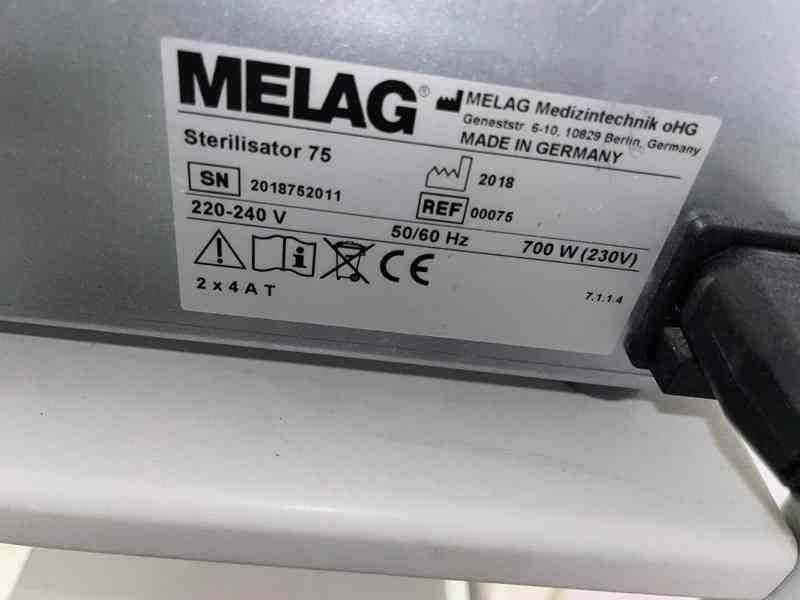 MELAG®
MELAG Medizintechnik oHG
Geneststr. 6-10, 10829 Berlin, Germany
MADE IN GERMANY
Sterilisator 75
2018
SN 2018752011
REF 00075
220-240 V 50/60 Hz 700 W (230V)
i
CE
2 x 4 A T
7.1.1.4